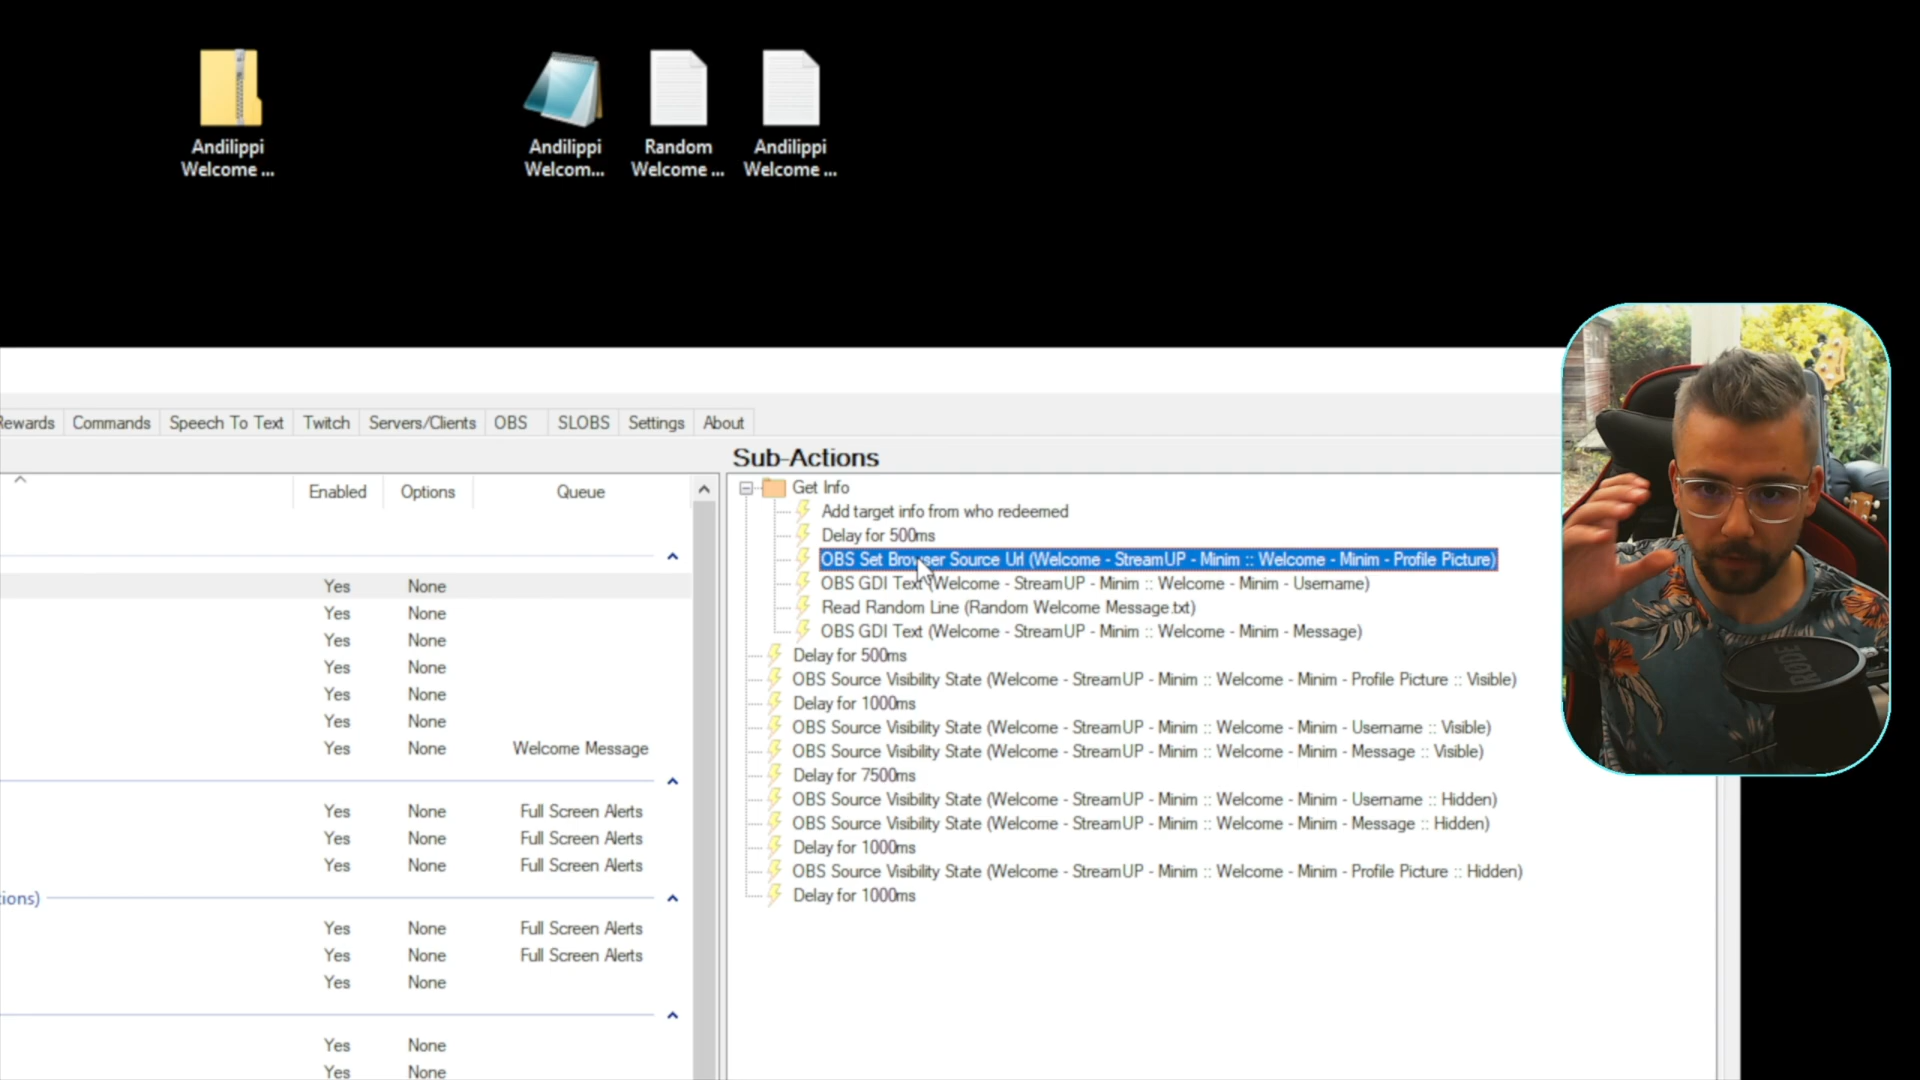 Andilippi
Welcome ...
Andilippi
Welcom...
Random
Welcome ...
Andilippi
Welcome ...
Rewards Commands Speech To Text Twitch Servers/Clients OBS SLOBS Settings About
Sub-Actions
Enabled Options Queue
Yes None
Yes None
Yes None
Yes None
Yes None
Yes None
Yes None Welcome Message
Yes None Full Screen Alerts
Yes None Full Screen Alerts
Yes None Full Screen Alerts
ions)
Yes None Full Screen Alerts
Yes None Full Screen Alerts
Yes None
Yes None
Yes None
Get Info
Add target info from who redeemed
Delay for 500ms
OBS Set Browser Source Url (Welcome - StreamUP - Minim :: Welcome - Minim - Profile Picture)
OBS GDI Text (Welcome - StreamUP - Minim :: Welcome - Minim - Username)
Read Random Line (Random Welcome Message.txt)
OBS GDI Text (Welcome - StreamUP - Minim :: Welcome - Minim - Message)
Delay for 500ms
OBS Source Visibility State (Welcome - StreamUP - Minim :: Welcome - Minim - Profile Picture :: Visible)
Delay for 1000ms
OBS Source Visibility State (Welcome - StreamUP - Minim :: Welcome - Minim - Username :: Visible)
OBS Source Visibility State (Welcome - StreamUP - Minim :: Welcome - Minim - Message :: Visible)
Delay for 7500ms
OBS Source Visibility State (Welcome - StreamUP - Minim :: Welcome - Minim - Username :: Hidden)
OBS Source Visibility State (Welcome - StreamUP - Minim :: Welcome - Minim - Message :: Hidden)
Delay for 1000ms
OBS Source Visibility State (Welcome - StreamUP - Minim :: Welcome - Minim - Profile Picture :: Hidden)
Delay for 1000ms
RODE